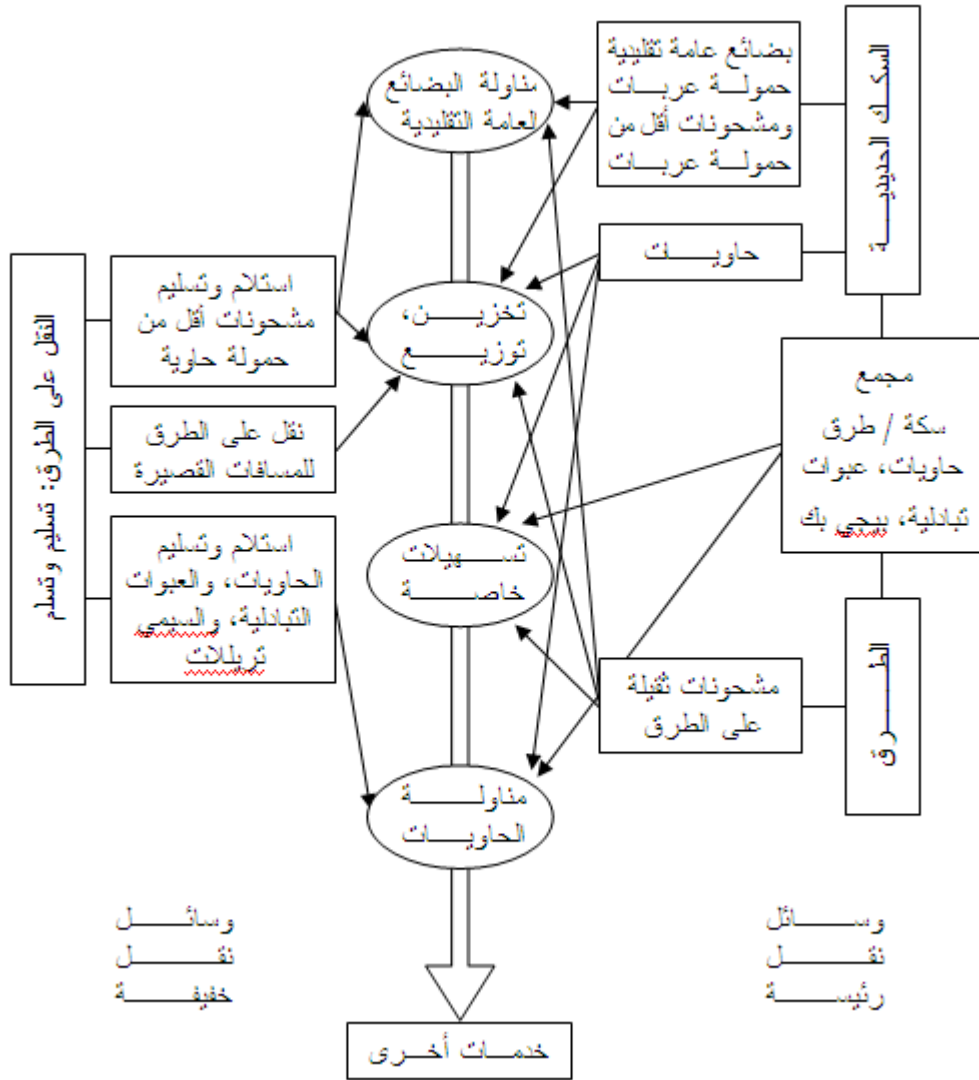 السكك الحديدية
بضائع عامة تقليدية
حمولة عربات
ومشحونات أقل من
حمولة عربات
مناولة البضائع
العامة التقليدية
حاويات
استلام وتسليم
مشحونات أقل من
حمولة حاوية
تخزين،
توزيع
النقل على الطرق: تسليم وتسلم
مجمع
سكة / طرق
حاويات، عبوات
تبادلية، بيجي بك
نقل على الطرق
للمسافات القصيرة
تسهيلات
خاصة
استلام وتسليم
الحاويات، والعبوات
التبادلية، والسيمي
تريللات
الطرق
مشحونات ثقيلة
على الطرق
مناولة
الحاويات
وسائل
نقل
رئيسة
وسائل
نقل
خفيفة
خدمات أخرى